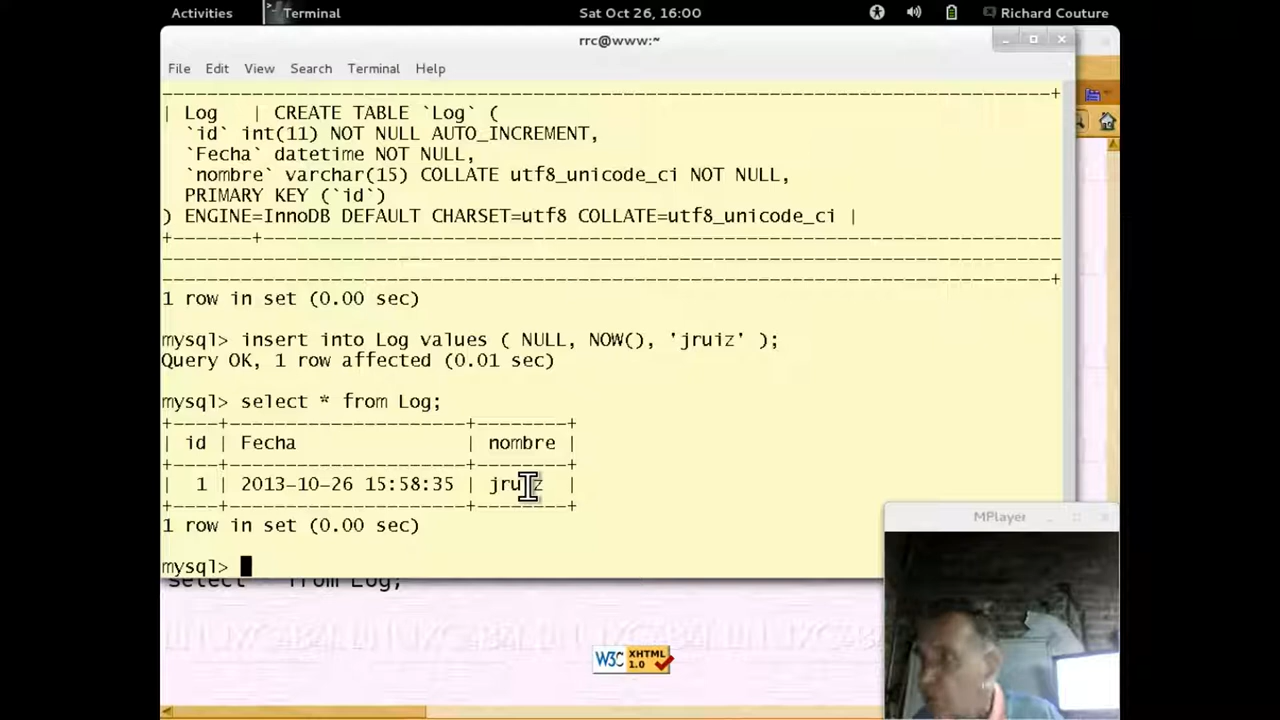 Activities Terminal Sat Oct 26, 16:00 Richard Couture
rrc@www:~
File Edit View Search Terminal Help
-------------------------------------------------------------------------------+
| Log   | CREATE TABLE `Log` (
  `id` int(11) NOT NULL AUTO_INCREMENT,
  `Fecha` datetime NOT NULL,
  `nombre` varchar(15) COLLATE utf8_unicode_ci NOT NULL,
  PRIMARY KEY (`id`)
) ENGINE=InnoDB DEFAULT CHARSET=utf8 COLLATE=utf8_unicode_ci |
+-------+-----------------------------------------------------------------------
--------------------------------------------------------------------------------
-------------------------------------------------------------------------------+
1 row in set (0.00 sec)
mysql> insert into Log values ( NULL, NOW(), 'jruiz' );
Query OK, 1 row affected (0.01 sec)
mysql> select * from Log;
+----+---------------------+--------+
| id | Fecha               | nombre |
+----+---------------------+--------+
|  1 | 2013-10-26 15:58:35 | jruiz  |
+----+---------------------+--------+
1 row in set (0.00 sec)
mysql>
select * from Log;
MPlayer
W3C XHTML 1.0